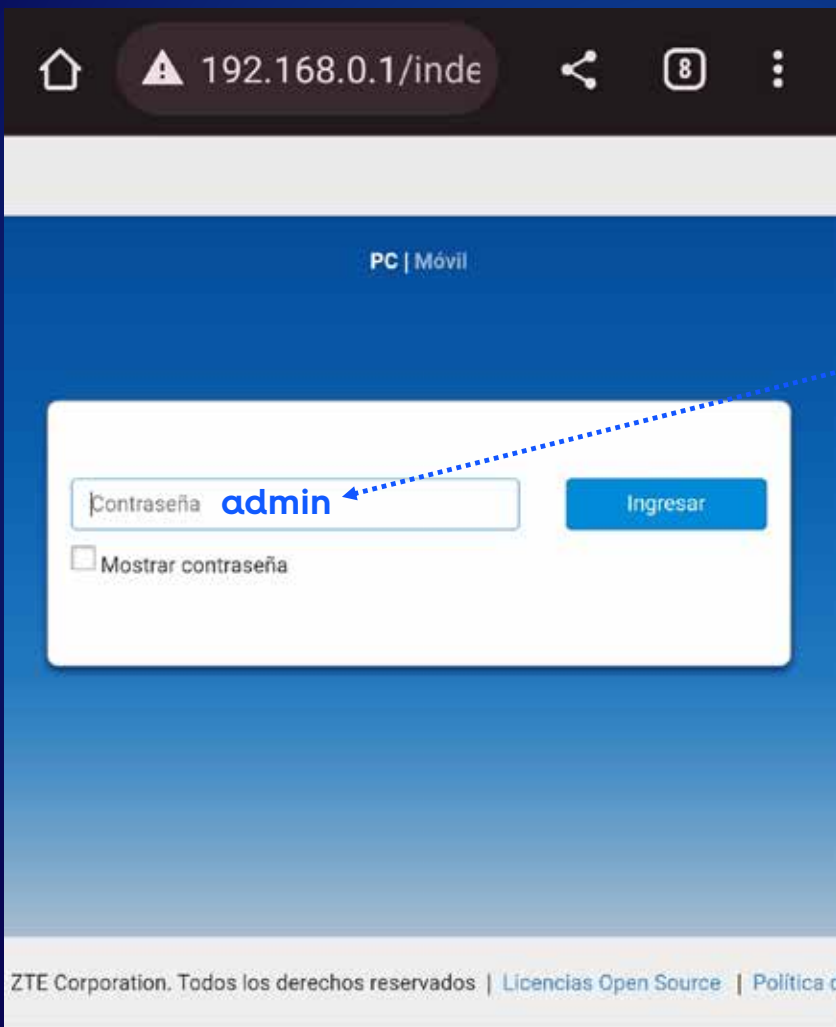 192.168.0.1/inde
8
PC | Móvil
Contraseña admin
Ingresar
Mostrar contraseña
ZTE Corporation. Todos los derechos reservados | Licencias Open Source | Política